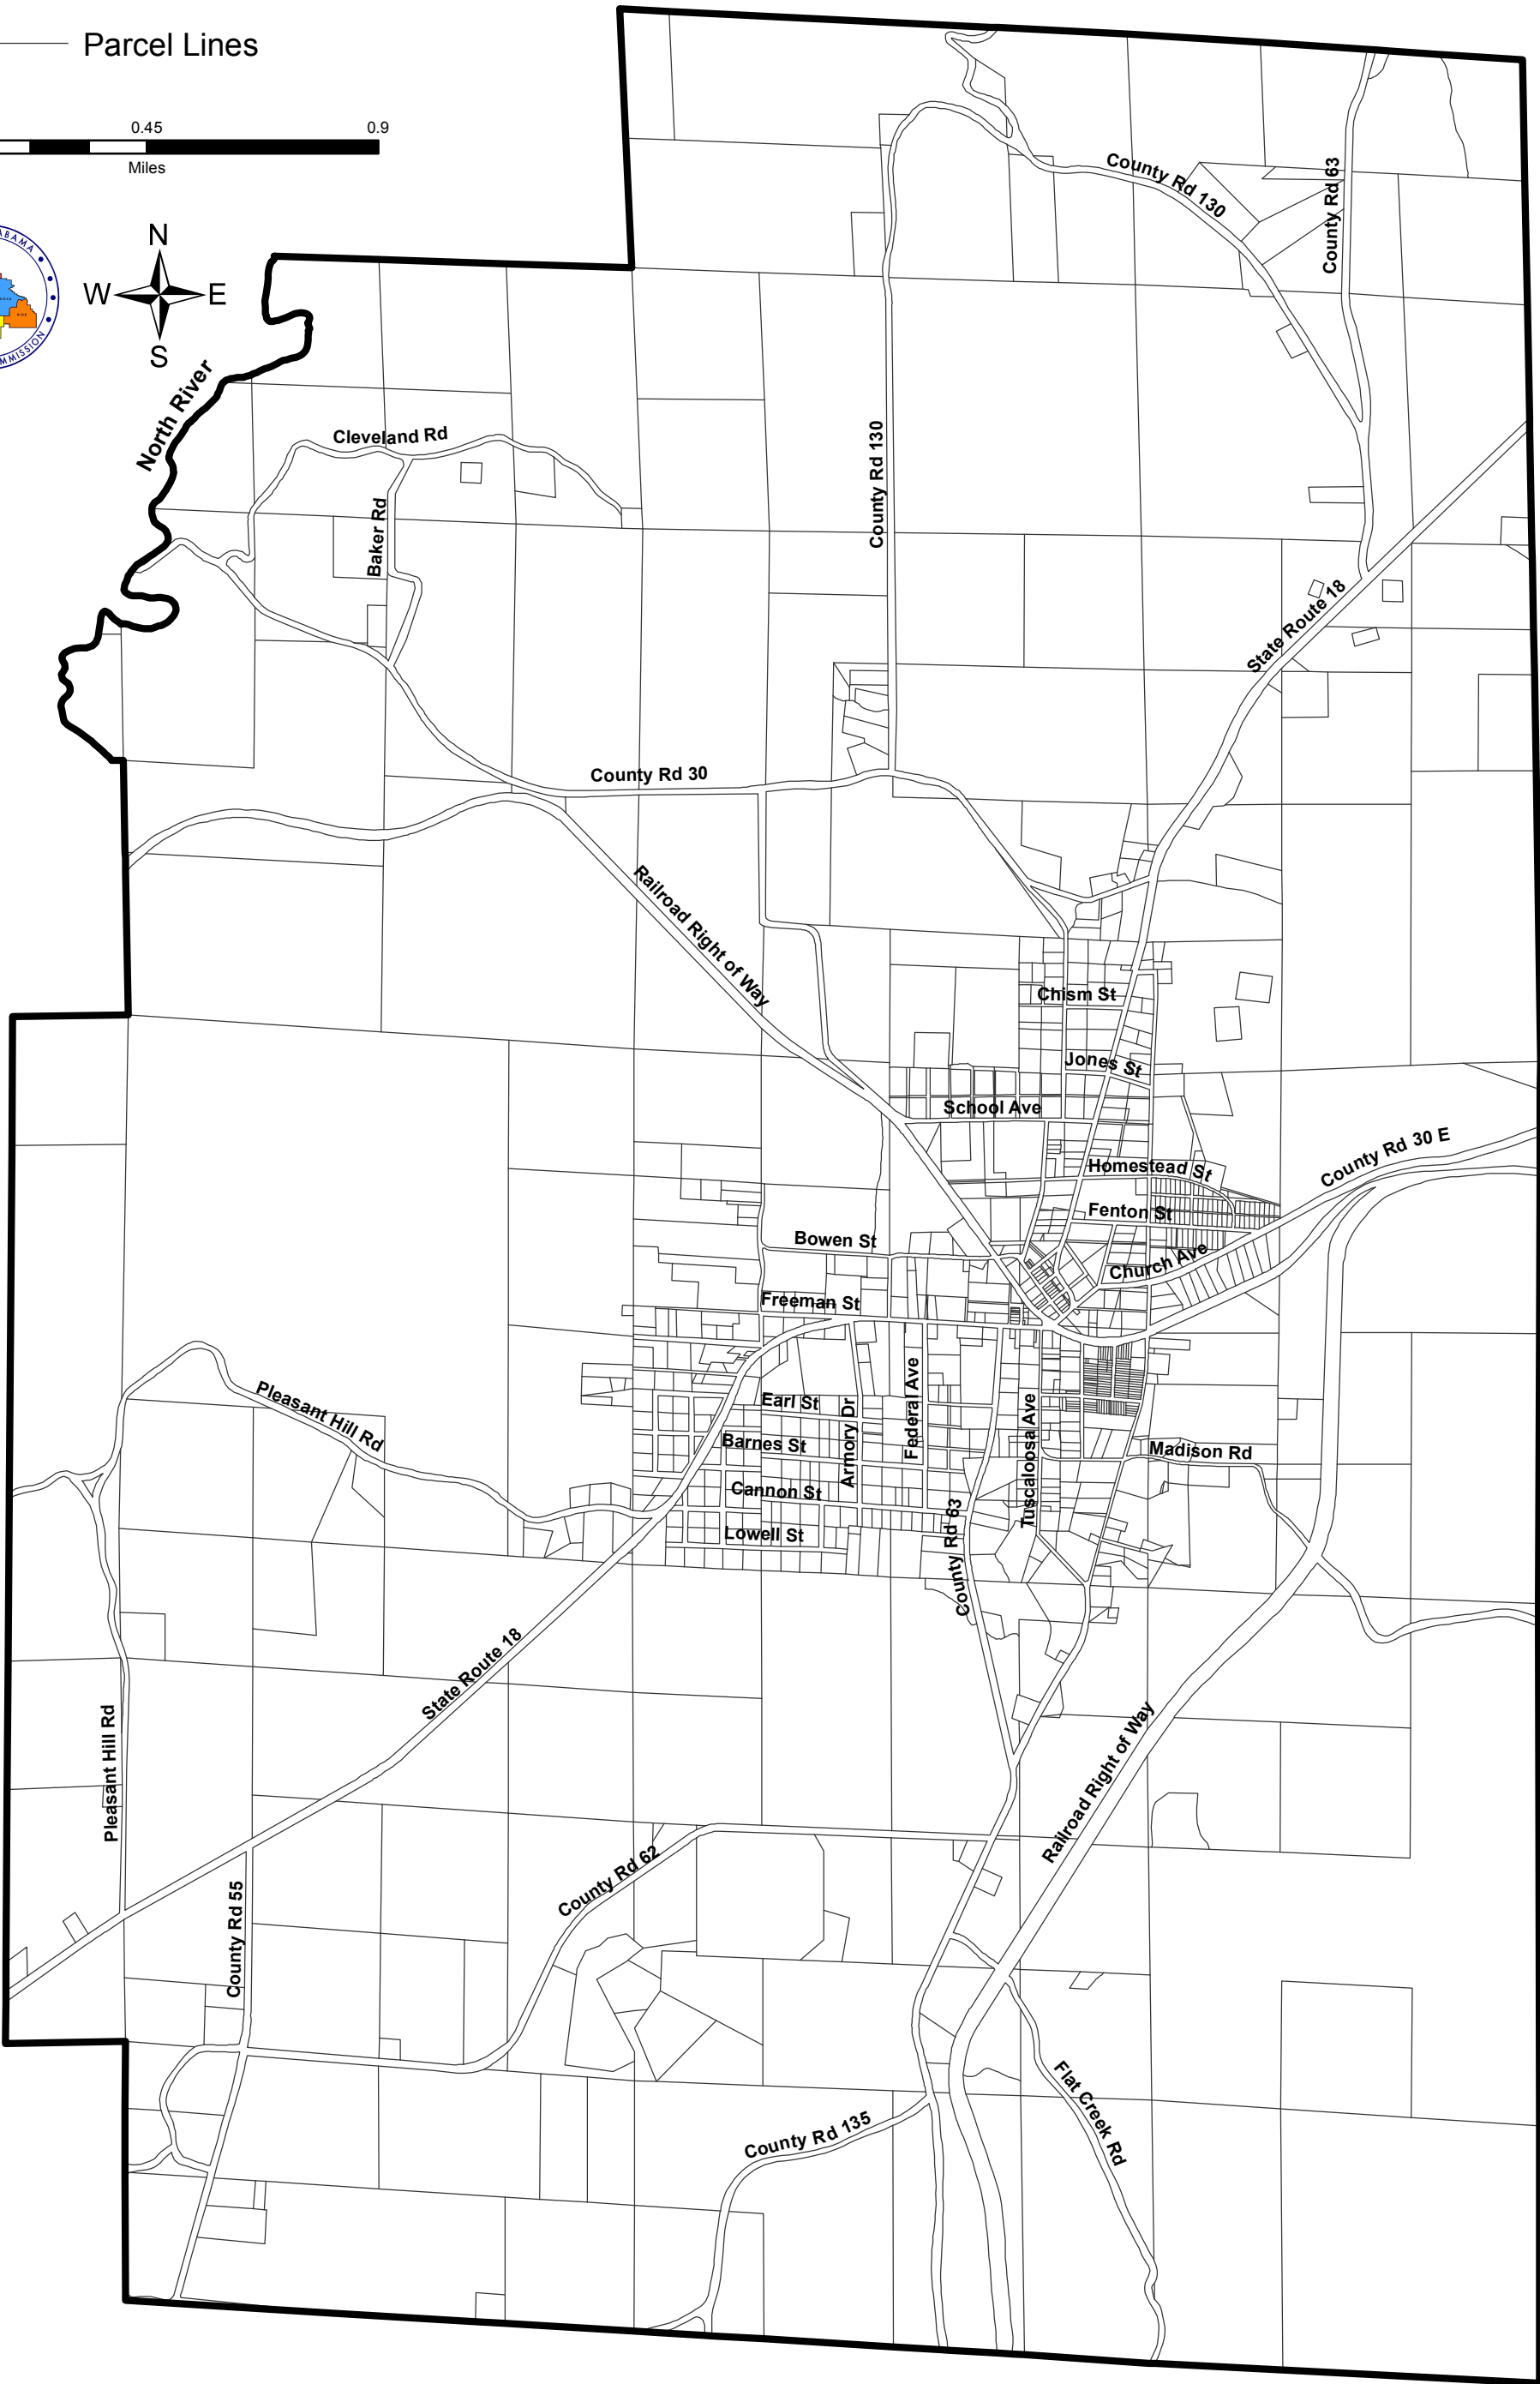 Parcel Lines
0.45
0.9
Miles
ABAMA
MMISSION
N
W
E
S
North River
County Rd 130
County Rd 63
Cleveland Rd
Baker Rd
County Rd 130
State Route 18
County Rd 30
Railroad Right of Way
Chism St
Jones St
School Ave
County Rd 30 E
Homestead St
Fenton St
Bowen St
Church Ave
Freeman St
Pleasant Hill Rd
Earl St
Armory Dr
Federal Ave
Tuscaloosa Ave
Barnes St
Madison Rd
Cannon St
Lowell St
County Rd 63
State Route 18
Pleasant Hill Rd
Railroad Right of Way
County Rd 62
County Rd 55
Flat Creek Rd
County Rd 135